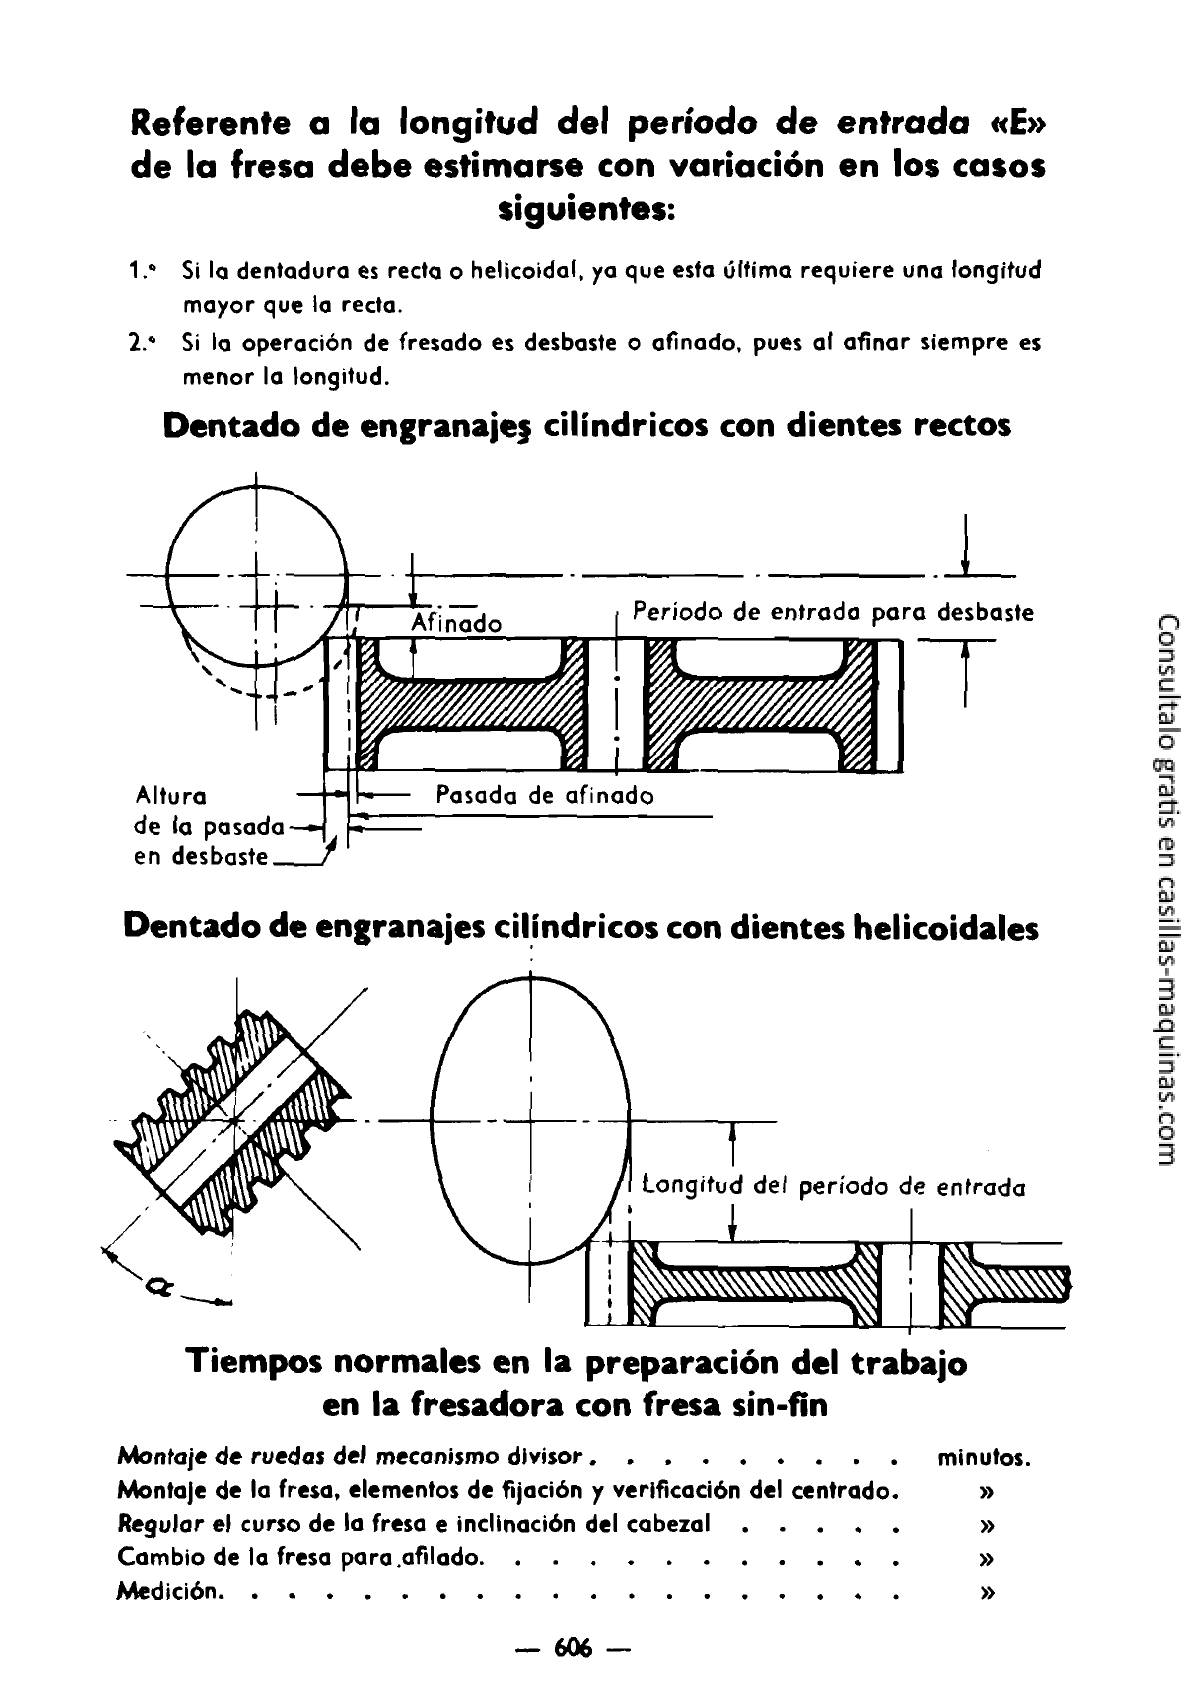 Referente a la longitud del período de entrada «E»
de la fresa debe estimarse con variación en los casos
siguientes:
1.º Si la dentadura es recta o helicoidal, ya que esta última requiere una longitud
mayor que la recta.
2.º Si la operación de fresado es desbaste o afinado, pues al afinar siempre es
menor la longitud.
Dentado de engranajes cilíndricos con dientes rectos
Afinado
Período de entrada para desbaste
Altura
de la pasada
en desbaste
Pasada de afinado
Dentado de engranajes cilíndricos con dientes helicoidales
Longitud del período de entrada
α
Tiempos normales en la preparación del trabajo
en la fresadora con fresa sin-fin
Montaje de ruedas del mecanismo divisor. . . . . . . . . minutos.
Montaje de la fresa, elementos de fijación y verificación del centrado. »
Regular el curso de la fresa e inclinación del cabezal . . . . . »
Cambio de la fresa para afilado. . . . . . . . . . . . »
Medición. . . . . . . . . . . . . . . . . . . »
— 606 —
Consultalo gratis en casillas-maquinas.com